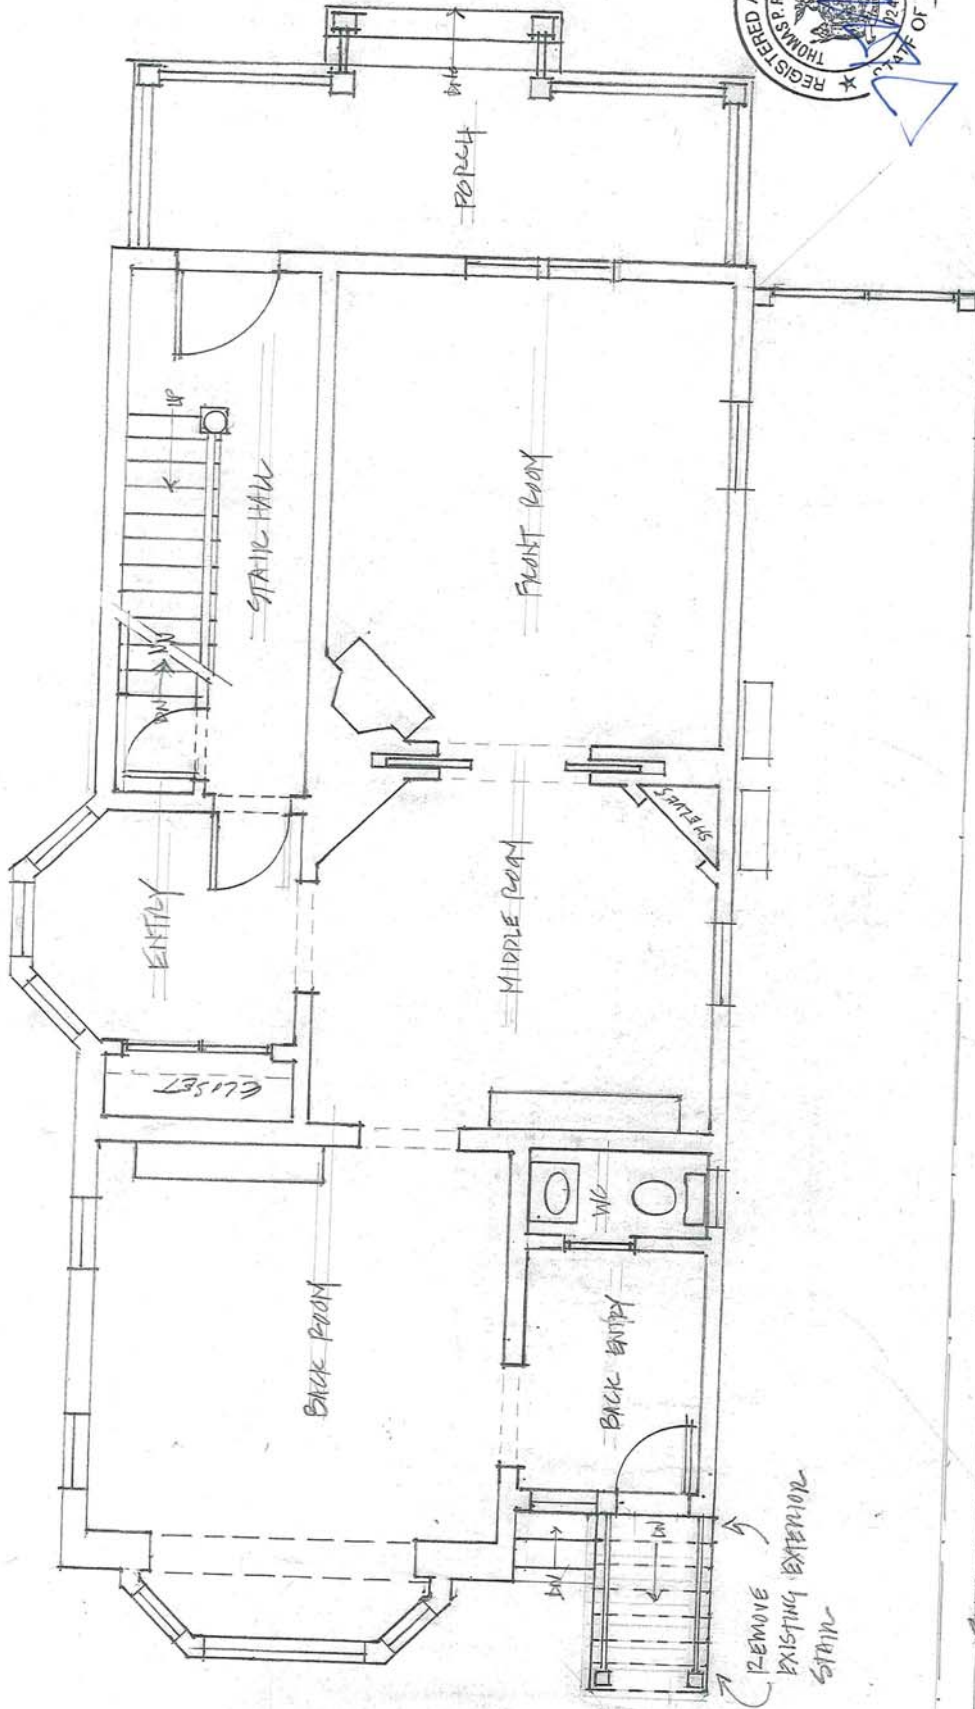 DN
PORCH
UP
STAIR HALL
FRONT ROOM
DN
ENTRY
MIDDLE ROOM
SHELVES
CLOSET
BACK ROOM
WC
BACK ENTRY
DN
DN
REMOVE
EXISTING EXTERIOR
STAIR
REGISTERED A
THOMAS P. R
STATE OF